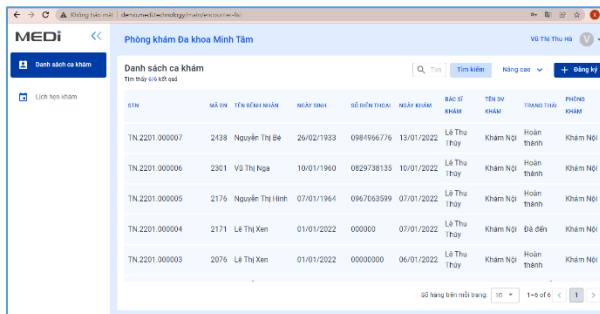 Không bảo mật | demo.medi.technology/main/encounter-list
MEDi
Phòng khám Đa khoa Minh Tâm
Vũ Thị Thu Hà
V
Danh sách ca khám
Lịch hẹn khám
Danh sách ca khám
Tìm thấy 6/6 kết quả
Tìm
Tìm kiếm
Nâng cao
+ Đăng ký
STN MÃ BN TÊN BỆNH NHÂN NGÀY SINH SỐ ĐIỆN THOẠI NGÀY KHÁM BÁC SĨ KHÁM TÊN DV KHÁM TRẠNG THÁI PHÒNG KHÁM
TN.2201.000007 2438 Nguyễn Thị Bé 26/02/1933 0984966776 13/01/2022 Lê Thu Thủy Khám Nội Hoàn thành Khám Nội
TN.2201.000006 2301 Vũ Thị Nga 10/01/1960 0829738135 10/01/2022 Lê Thu Thủy Khám Nội Hoàn thành Khám Nội
TN.2201.000005 2176 Nguyễn Thị Hinh 07/01/1964 0967063599 07/01/2022 Lê Thu Thủy Khám Nội Hoàn thành Khám Nội
TN.2201.000004 2171 Lê Thị Xen 01/01/2022 000000 07/01/2022 Lê Thu Thủy Khám Nội Đã đến Khám Nội
TN.2201.000003 2076 Lê Thị Xen 01/01/2022 00000000 06/01/2022 Lê Thu Thủy Khám Nội Hoàn thành Khám Nội
Số hàng trên mỗi trang: 10 1-6 of 6 < 1 >